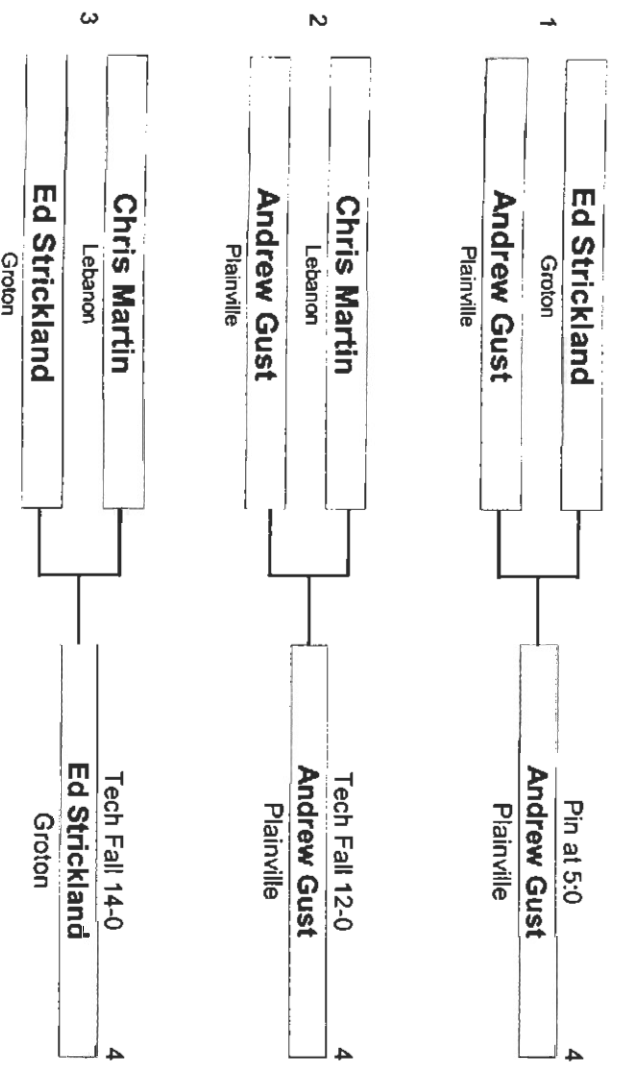 1
Ed Strickland
Groton
Andrew Gust
Plainville
Pin at 5:0
4
Andrew Gust
Plainville
2
Chris Martin
Lebanon
Andrew Gust
Plainville
Tech Fall 12-0
4
Andrew Gust
Plainville
3
Chris Martin
Lebanon
Ed Strickland
Groton
Tech Fall 14-0
4
Ed Strickland
Groton